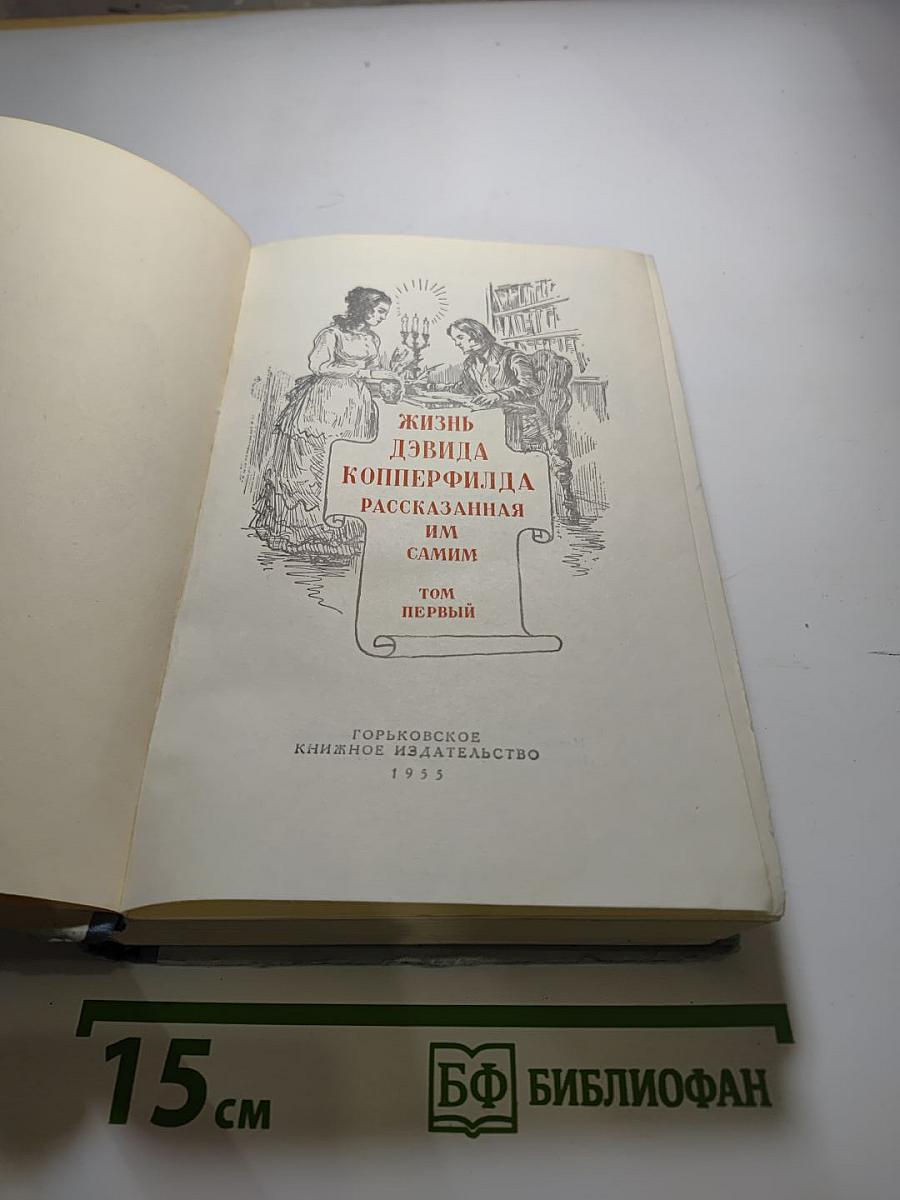 ЖИЗНЬ
ДЭВИДА
КОППЕРФИЛДА
РАССКАЗАННАЯ
ИМ
САМИМ
ТОМ
ПЕРВЫЙ
ГОРЬКОВСКОЕ
КНИЖНОЕ ИЗДАТЕЛЬСТВО
1955
15 см
БФ БИБЛИОФАН